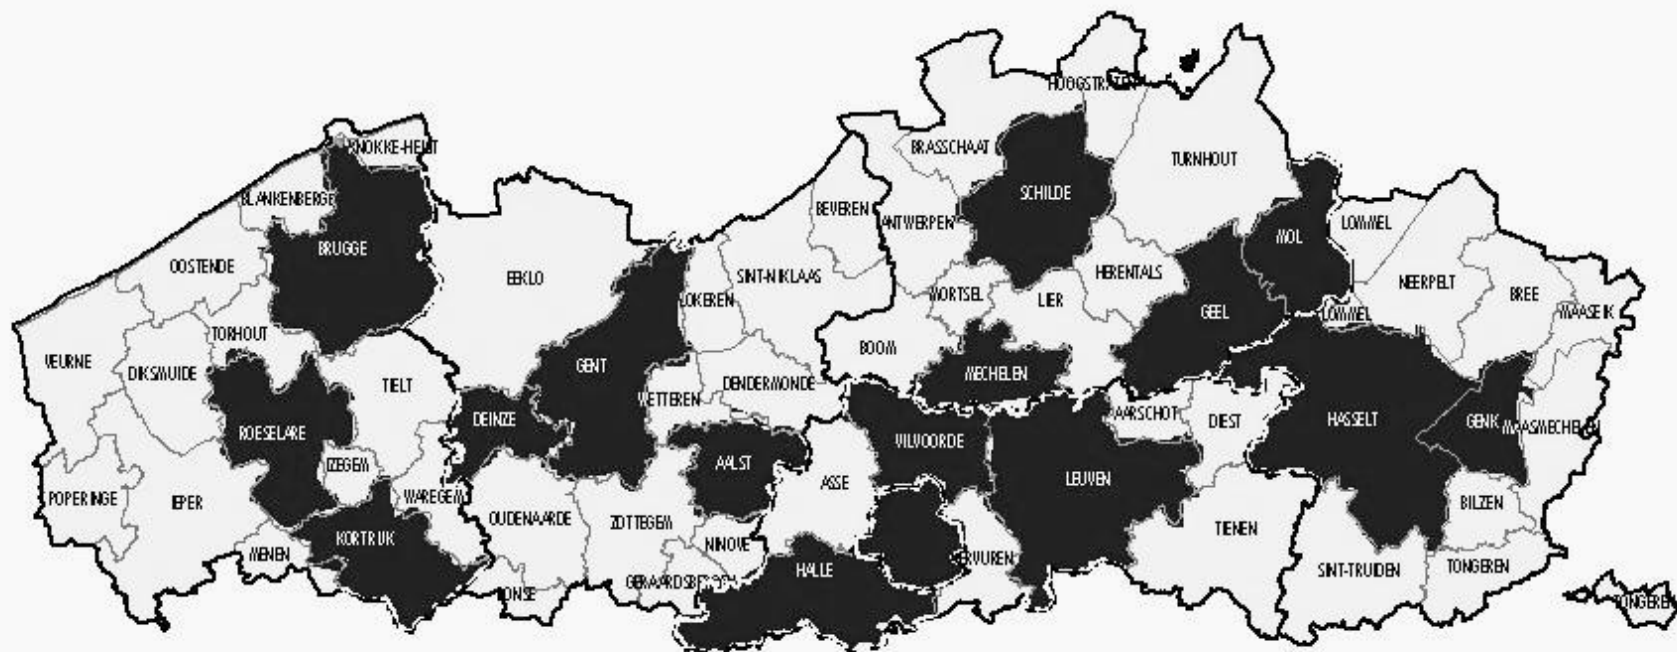 HOOGSTRATEN
KNOKKE-HEIST
BRASSCHAAT
TURNHOUT
BLANKENBERGE
SCHILDE
BEVEREN
ANTWERPEN
LOMMEL
BRUGGE
MOL
OOSTENDE
SINT-NIKLAAS
HERENTALS
EEKLO
LOKEREN
MORTSEL
LIER
NEERPELT
BREE
MAASEIK
GEEL
LOMMEL
TORHOUT
BOOM
VEURNE
DIKSMUIDE
GENT
MECHELEN
TIELT
DENDERMONDE
WETTEREN
AARSCHOT
DIEST
HASSELT
GENK
MAASMECHELEN
DEINZE
ROESELARE
VILVOORDE
AALST
IZEGEM
LEUVEN
ASSE
POPERINGE
IEPER
WAREGEM
BILZEN
OUDENAARDE
ZOTTEGEM
TIENEN
KORTRIJK
NINOVE
MENEN
HALLE
TERVUREN
SINT-TRUIDEN
TONGEREN
GERAARDSBERGEN
RONSE
TONGEREN